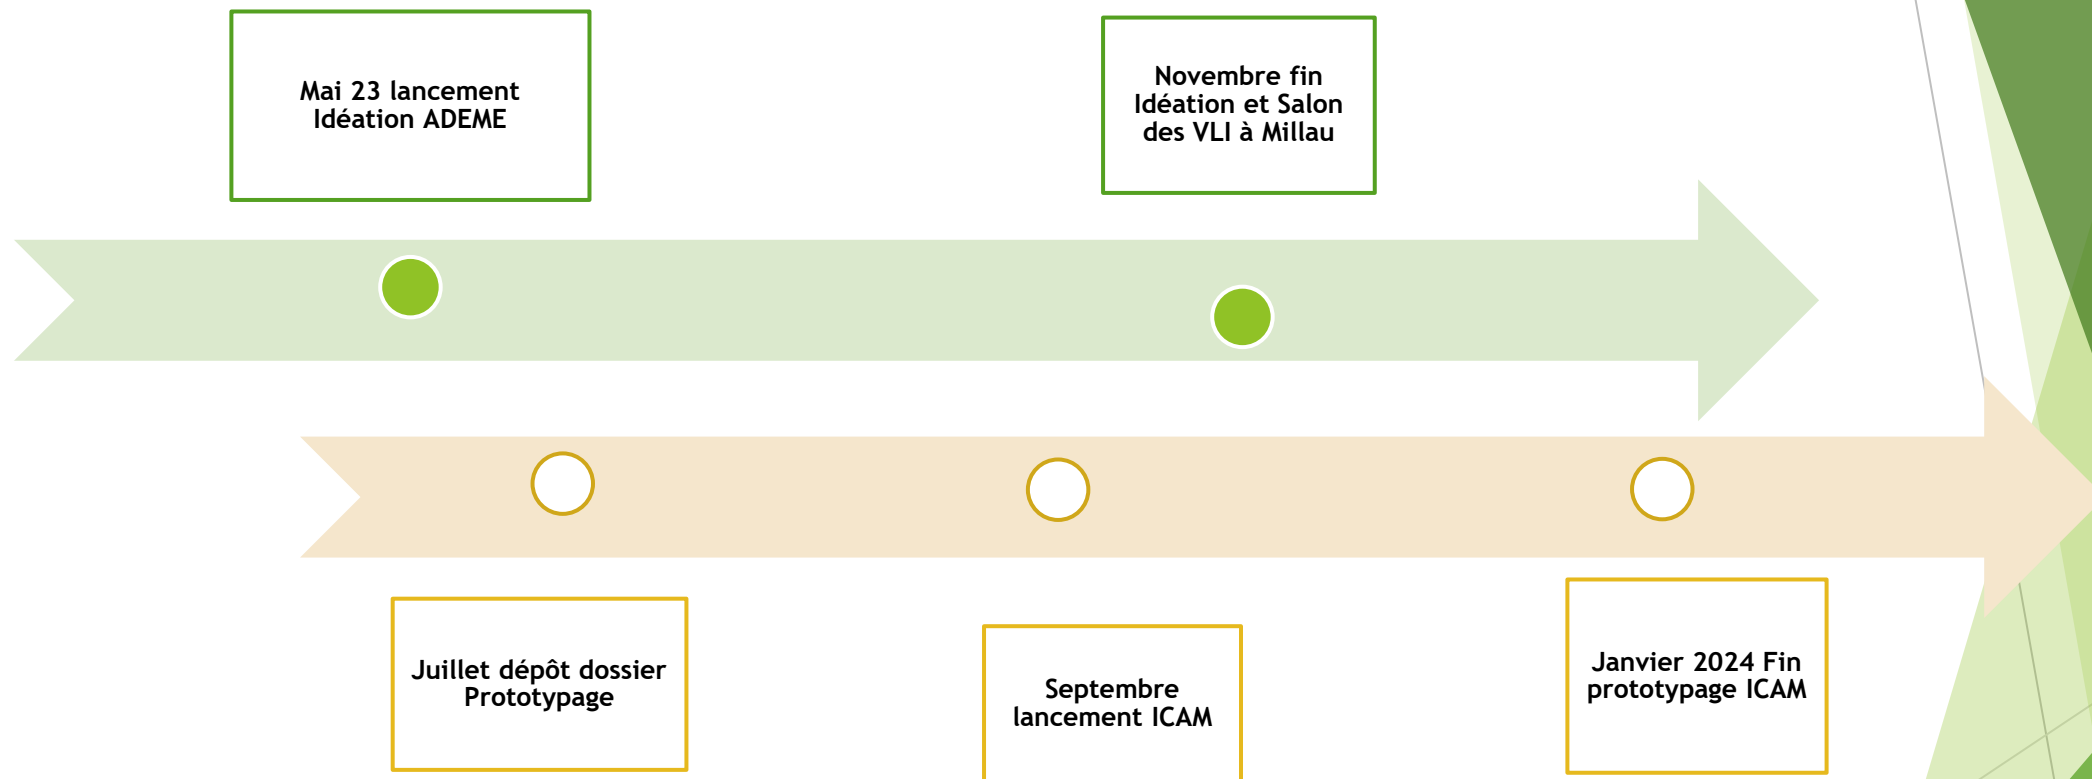 Mai 23 lancement
Idéation ADEME
Novembre fin
Idéation et Salon
des VLI à Millau
Juillet dépôt dossier
Prototypage
Septembre
lancement ICAM
Janvier 2024 Fin
prototypage ICAM